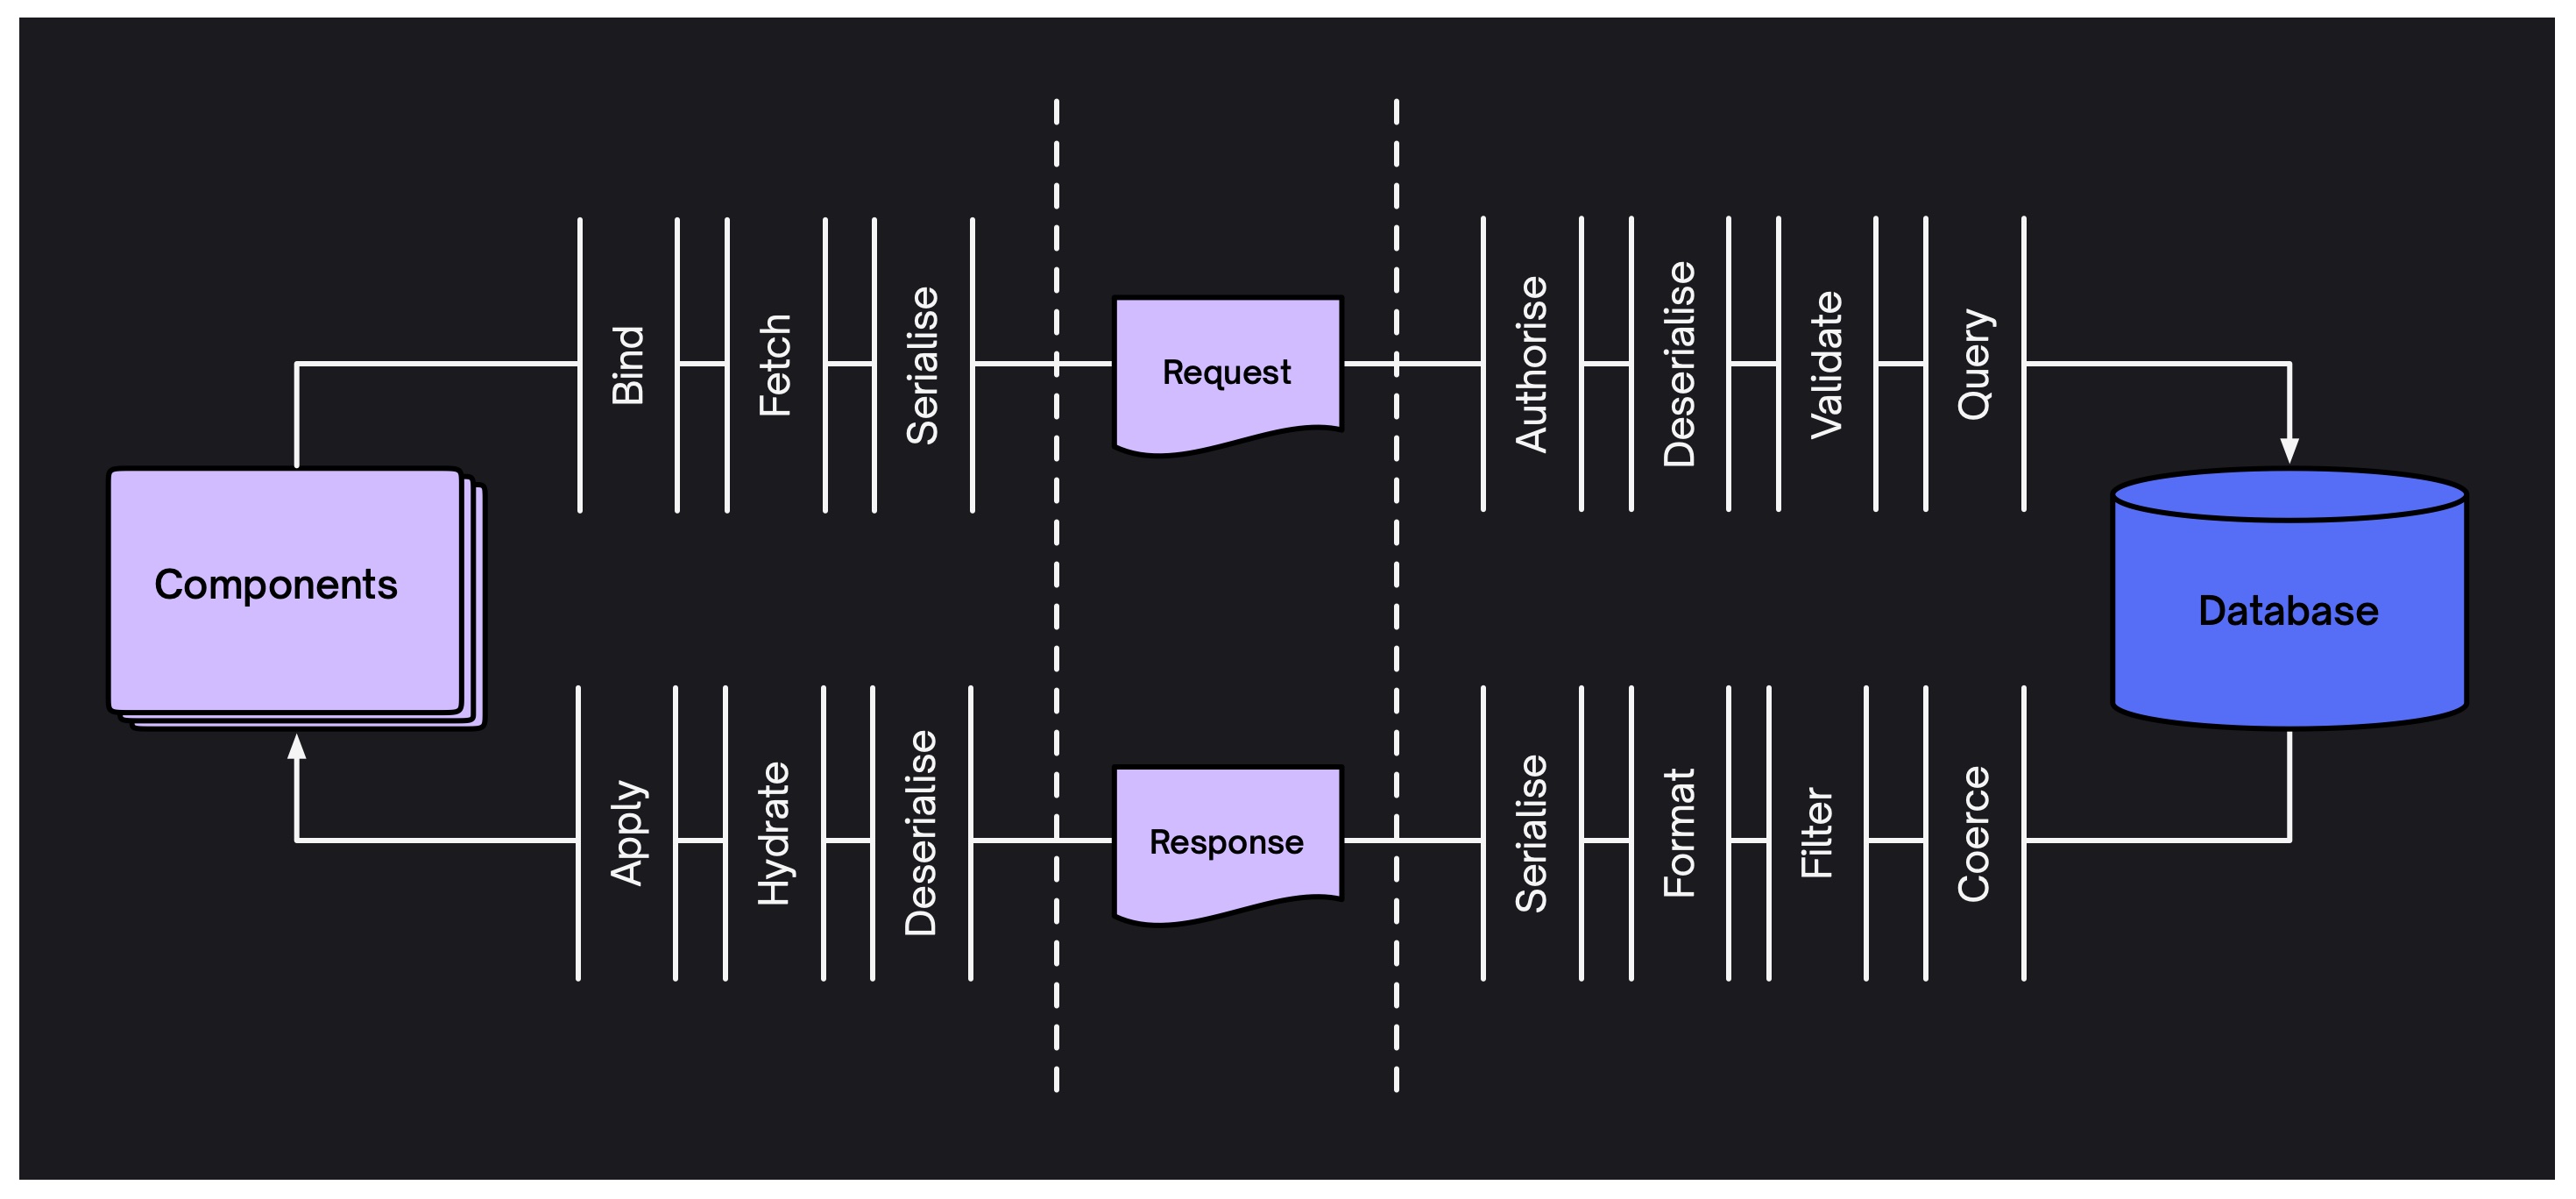 Bind
Fetch
Serialise
Request
Authorise
Deserialise
Validate
Query
Components
Database
Apply
Hydrate
Deserialise
Response
Serialise
Format
Filter
Coerce